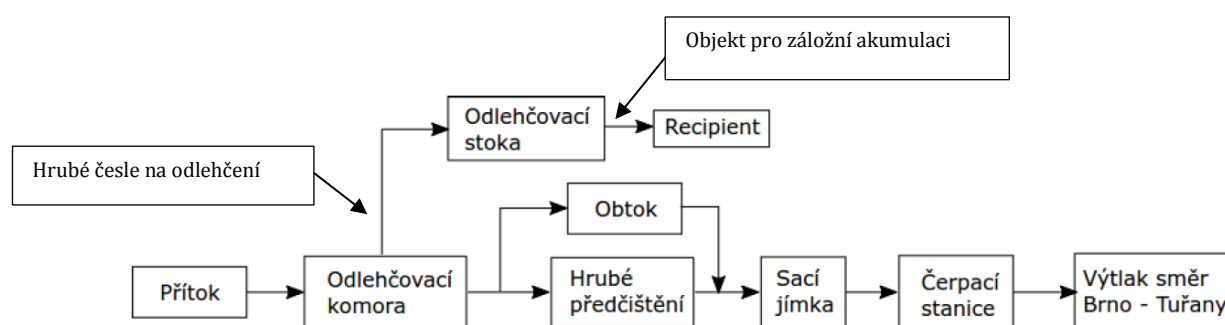 Objekt pro záložní akumulaci
Odlehčovací
stoka
Recipient
Hrubé česle na odlehčení
Obtok
Přítok
Odlehčovací
komora
Hrubé
předčištění
Sací
jímka
Čerpací
stanice
Výtlak směr
Brno - Tuřany